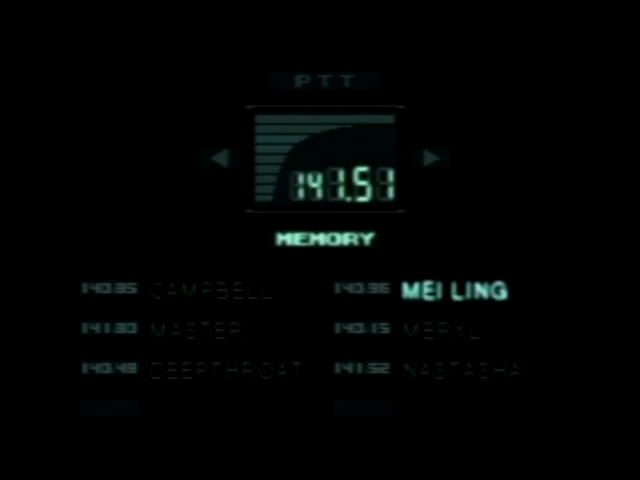 PTT
141.51
MEMORY
140.85 CAMPBELL 140.96 MEI LING
141.80 MASTER 140.15 MERYL
140.48 DEEPTHROAT 141.52 NASTASHA